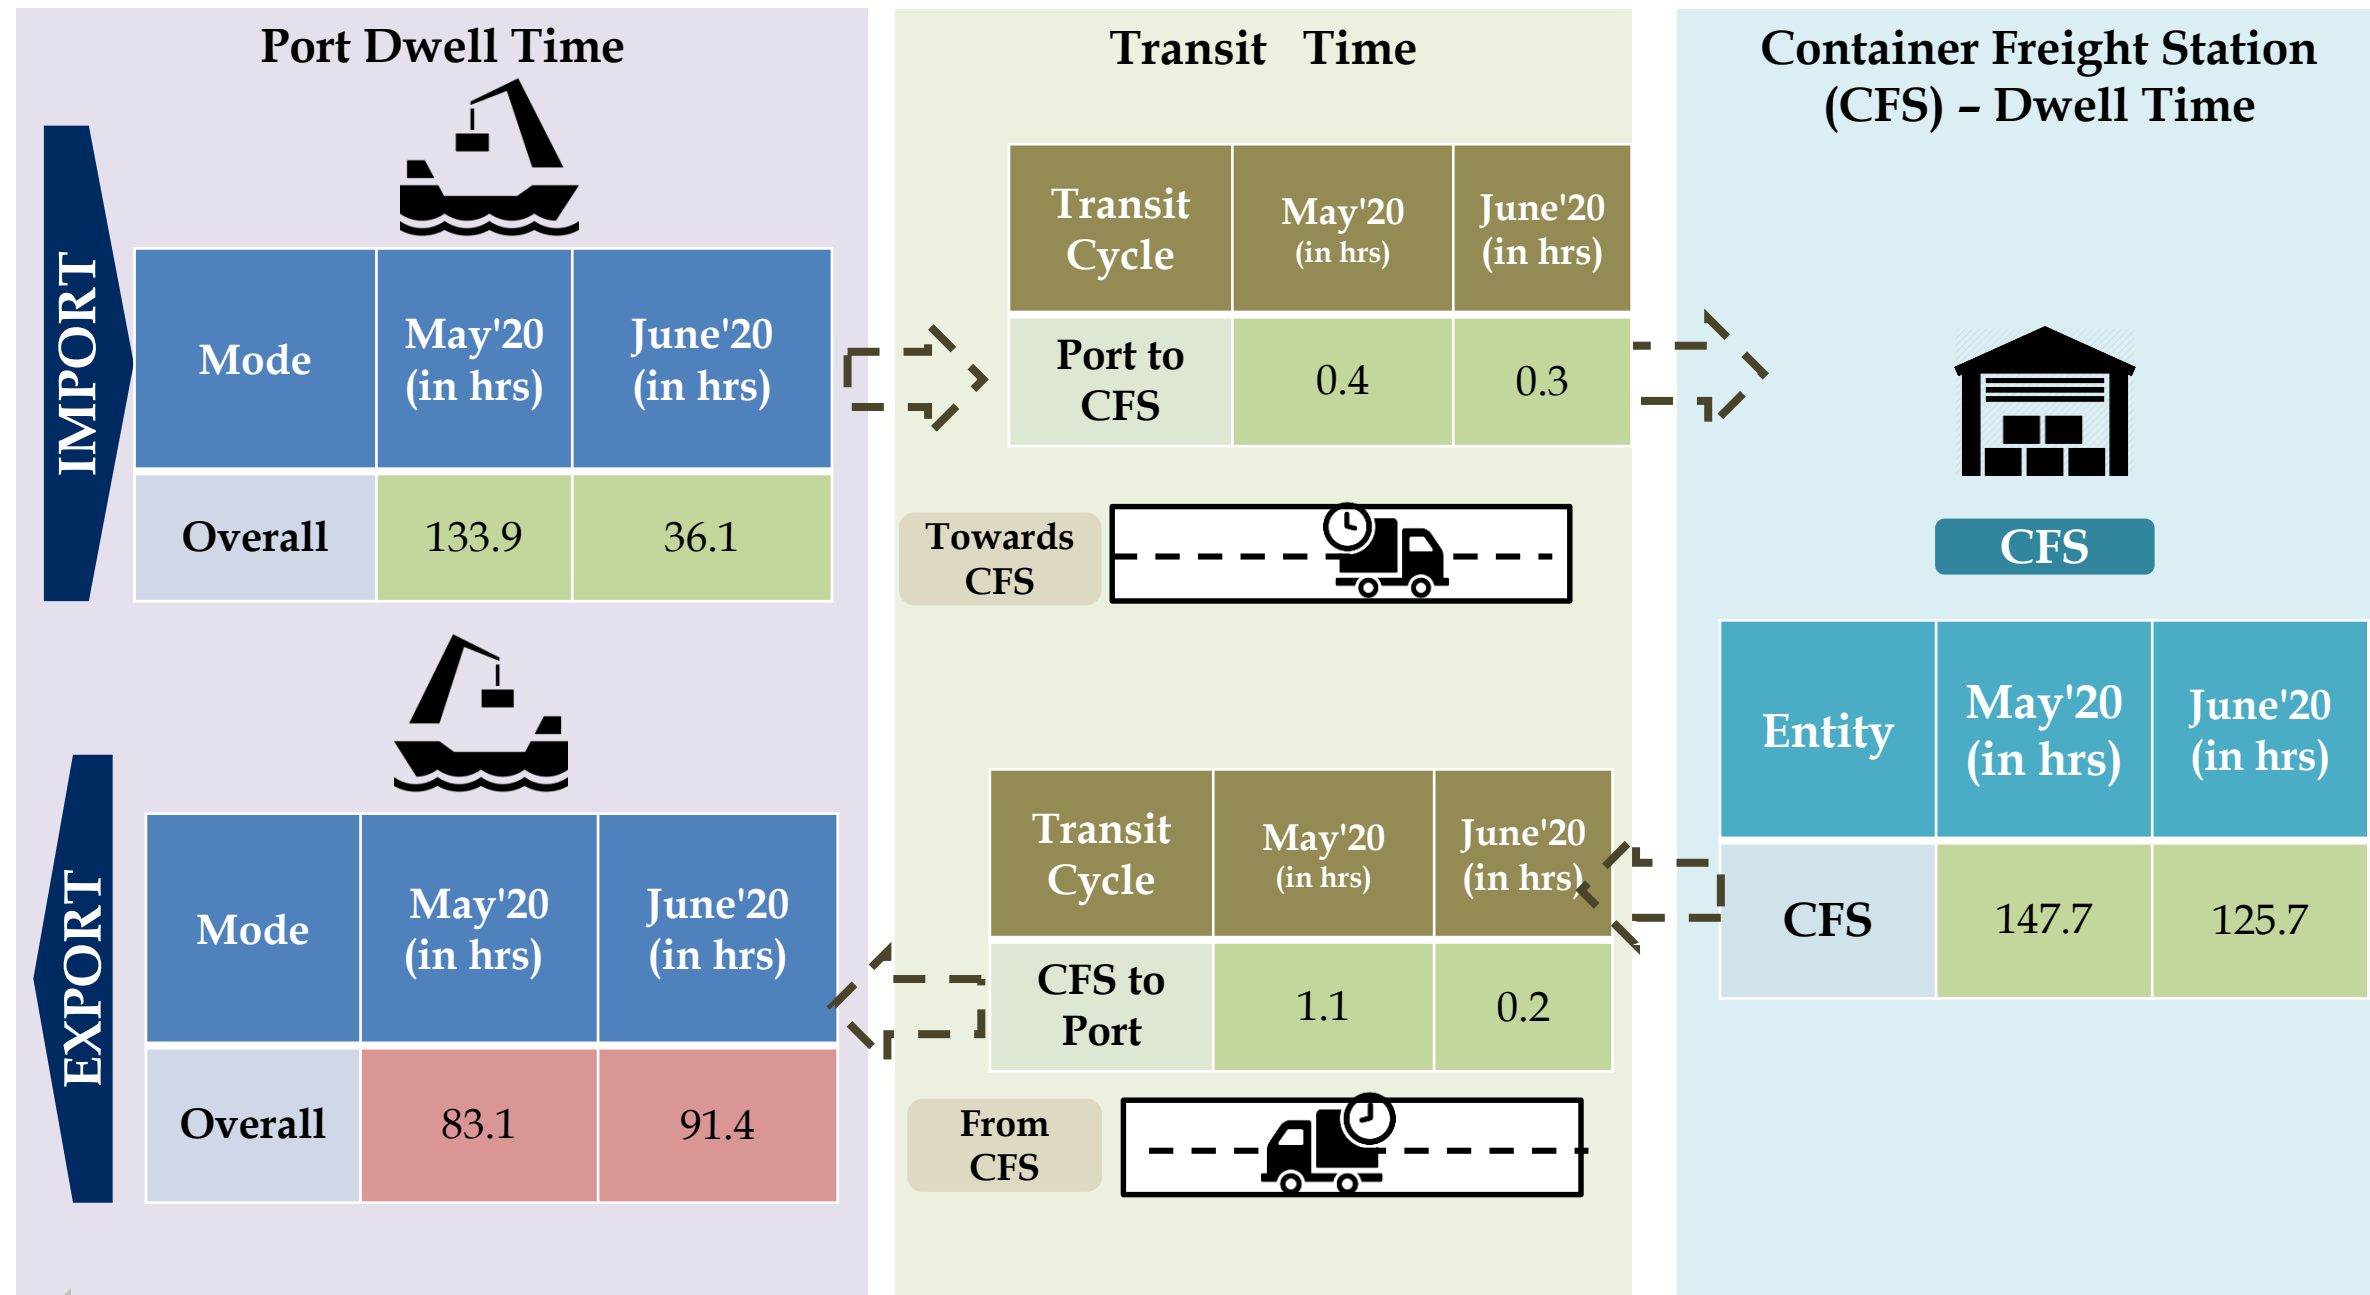 Port Dwell Time
IMPORT
Mode
May'20
(in hrs)
June'20
(in hrs)
Overall
133.9
36.1
EXPORT
Mode
May'20
(in hrs)
June'20
(in hrs)
Overall
83.1
91.4
Transit Time
Transit
Cycle
May'20
(in hrs)
June'20
(in hrs)
Port to
CFS
0.4
0.3
Towards
CFS
Transit
Cycle
May'20
(in hrs)
June'20
(in hrs)
CFS to
Port
1.1
0.2
From
CFS
Container Freight Station
(CFS) – Dwell Time
CFS
Entity
May'20
(in hrs)
June'20
(in hrs)
CFS
147.7
125.7